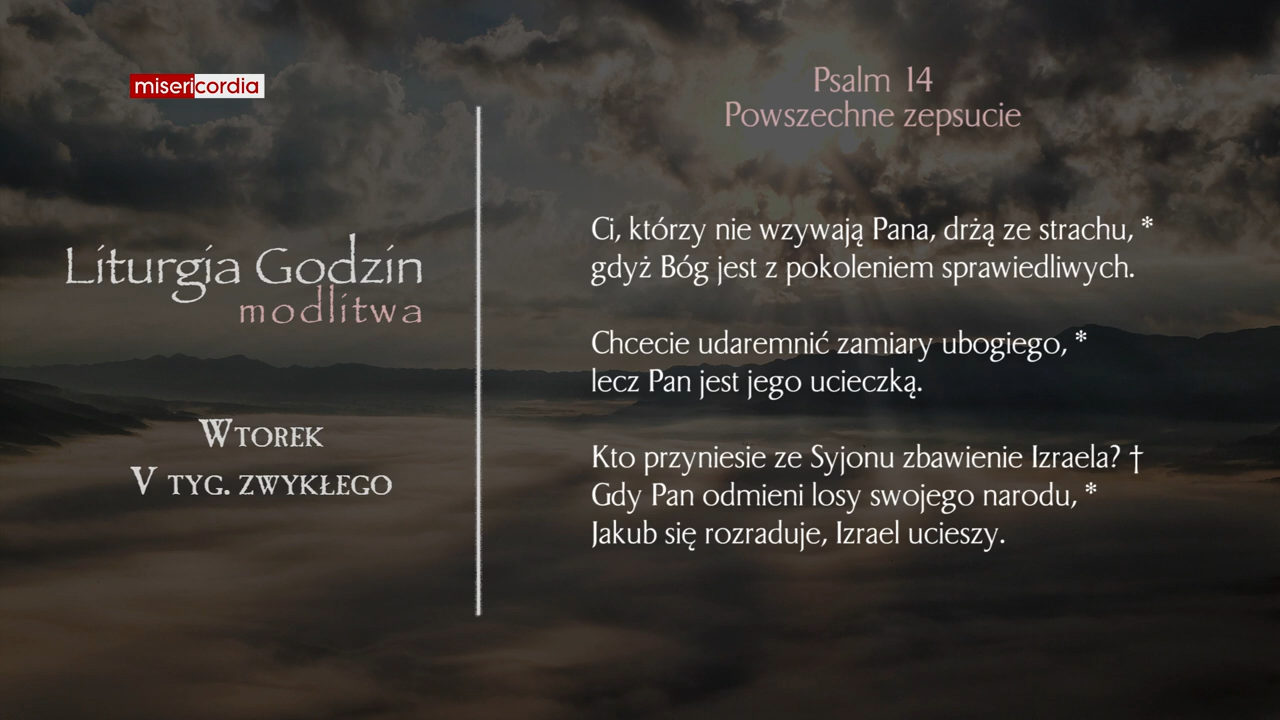 misericordia
Liturgia Godzin
modlitwa
Wtorek
V tyg. zwykłego
Psalm 14
Powszechne zepsucie
Ci, którzy nie wzywają Pana, drżą ze strachu, *
gdyż Bóg jest z pokoleniem sprawiedliwych.
Chcecie udaremnić zamiary ubogiego, *
lecz Pan jest jego ucieczką.
Kto przyniesie ze Syjonu zbawienie Izraela? †
Gdy Pan odmieni losy swojego narodu, *
Jakub się rozraduje, Izrael ucieszy.